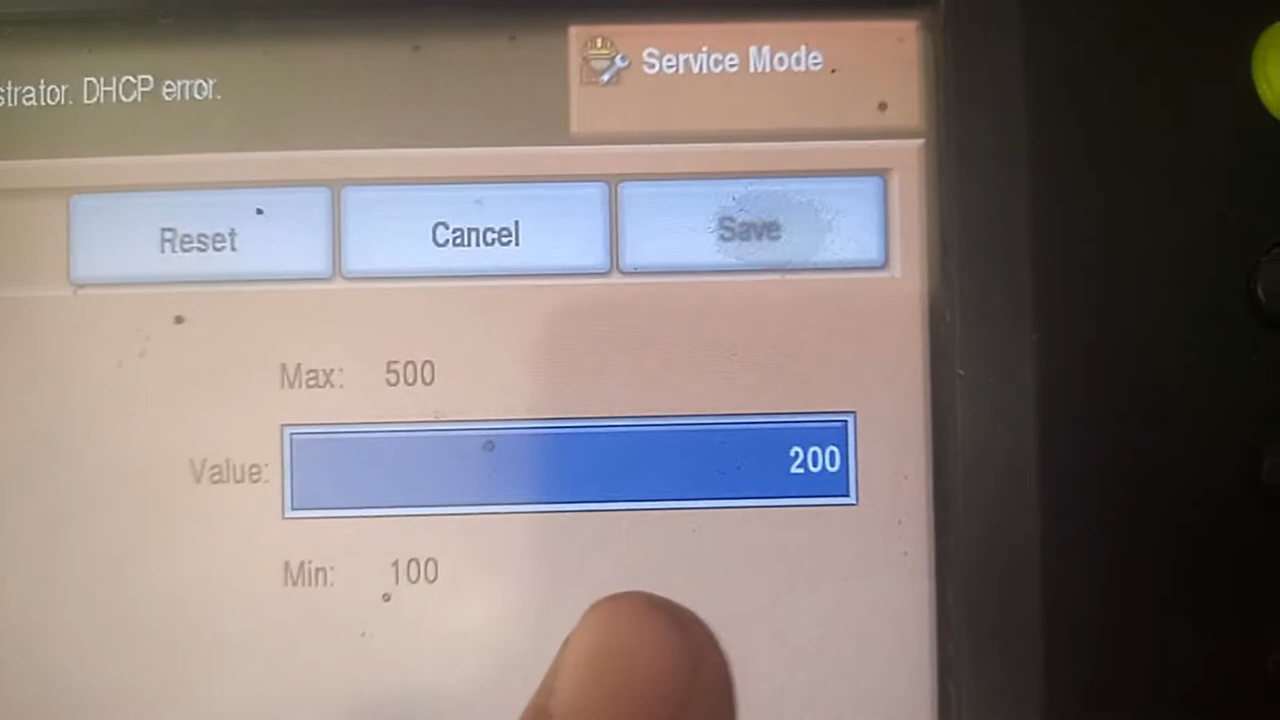 Service Mode
strator. DHCP error.
Reset Cancel Save
Max: 500
Value: 200
Min: 100